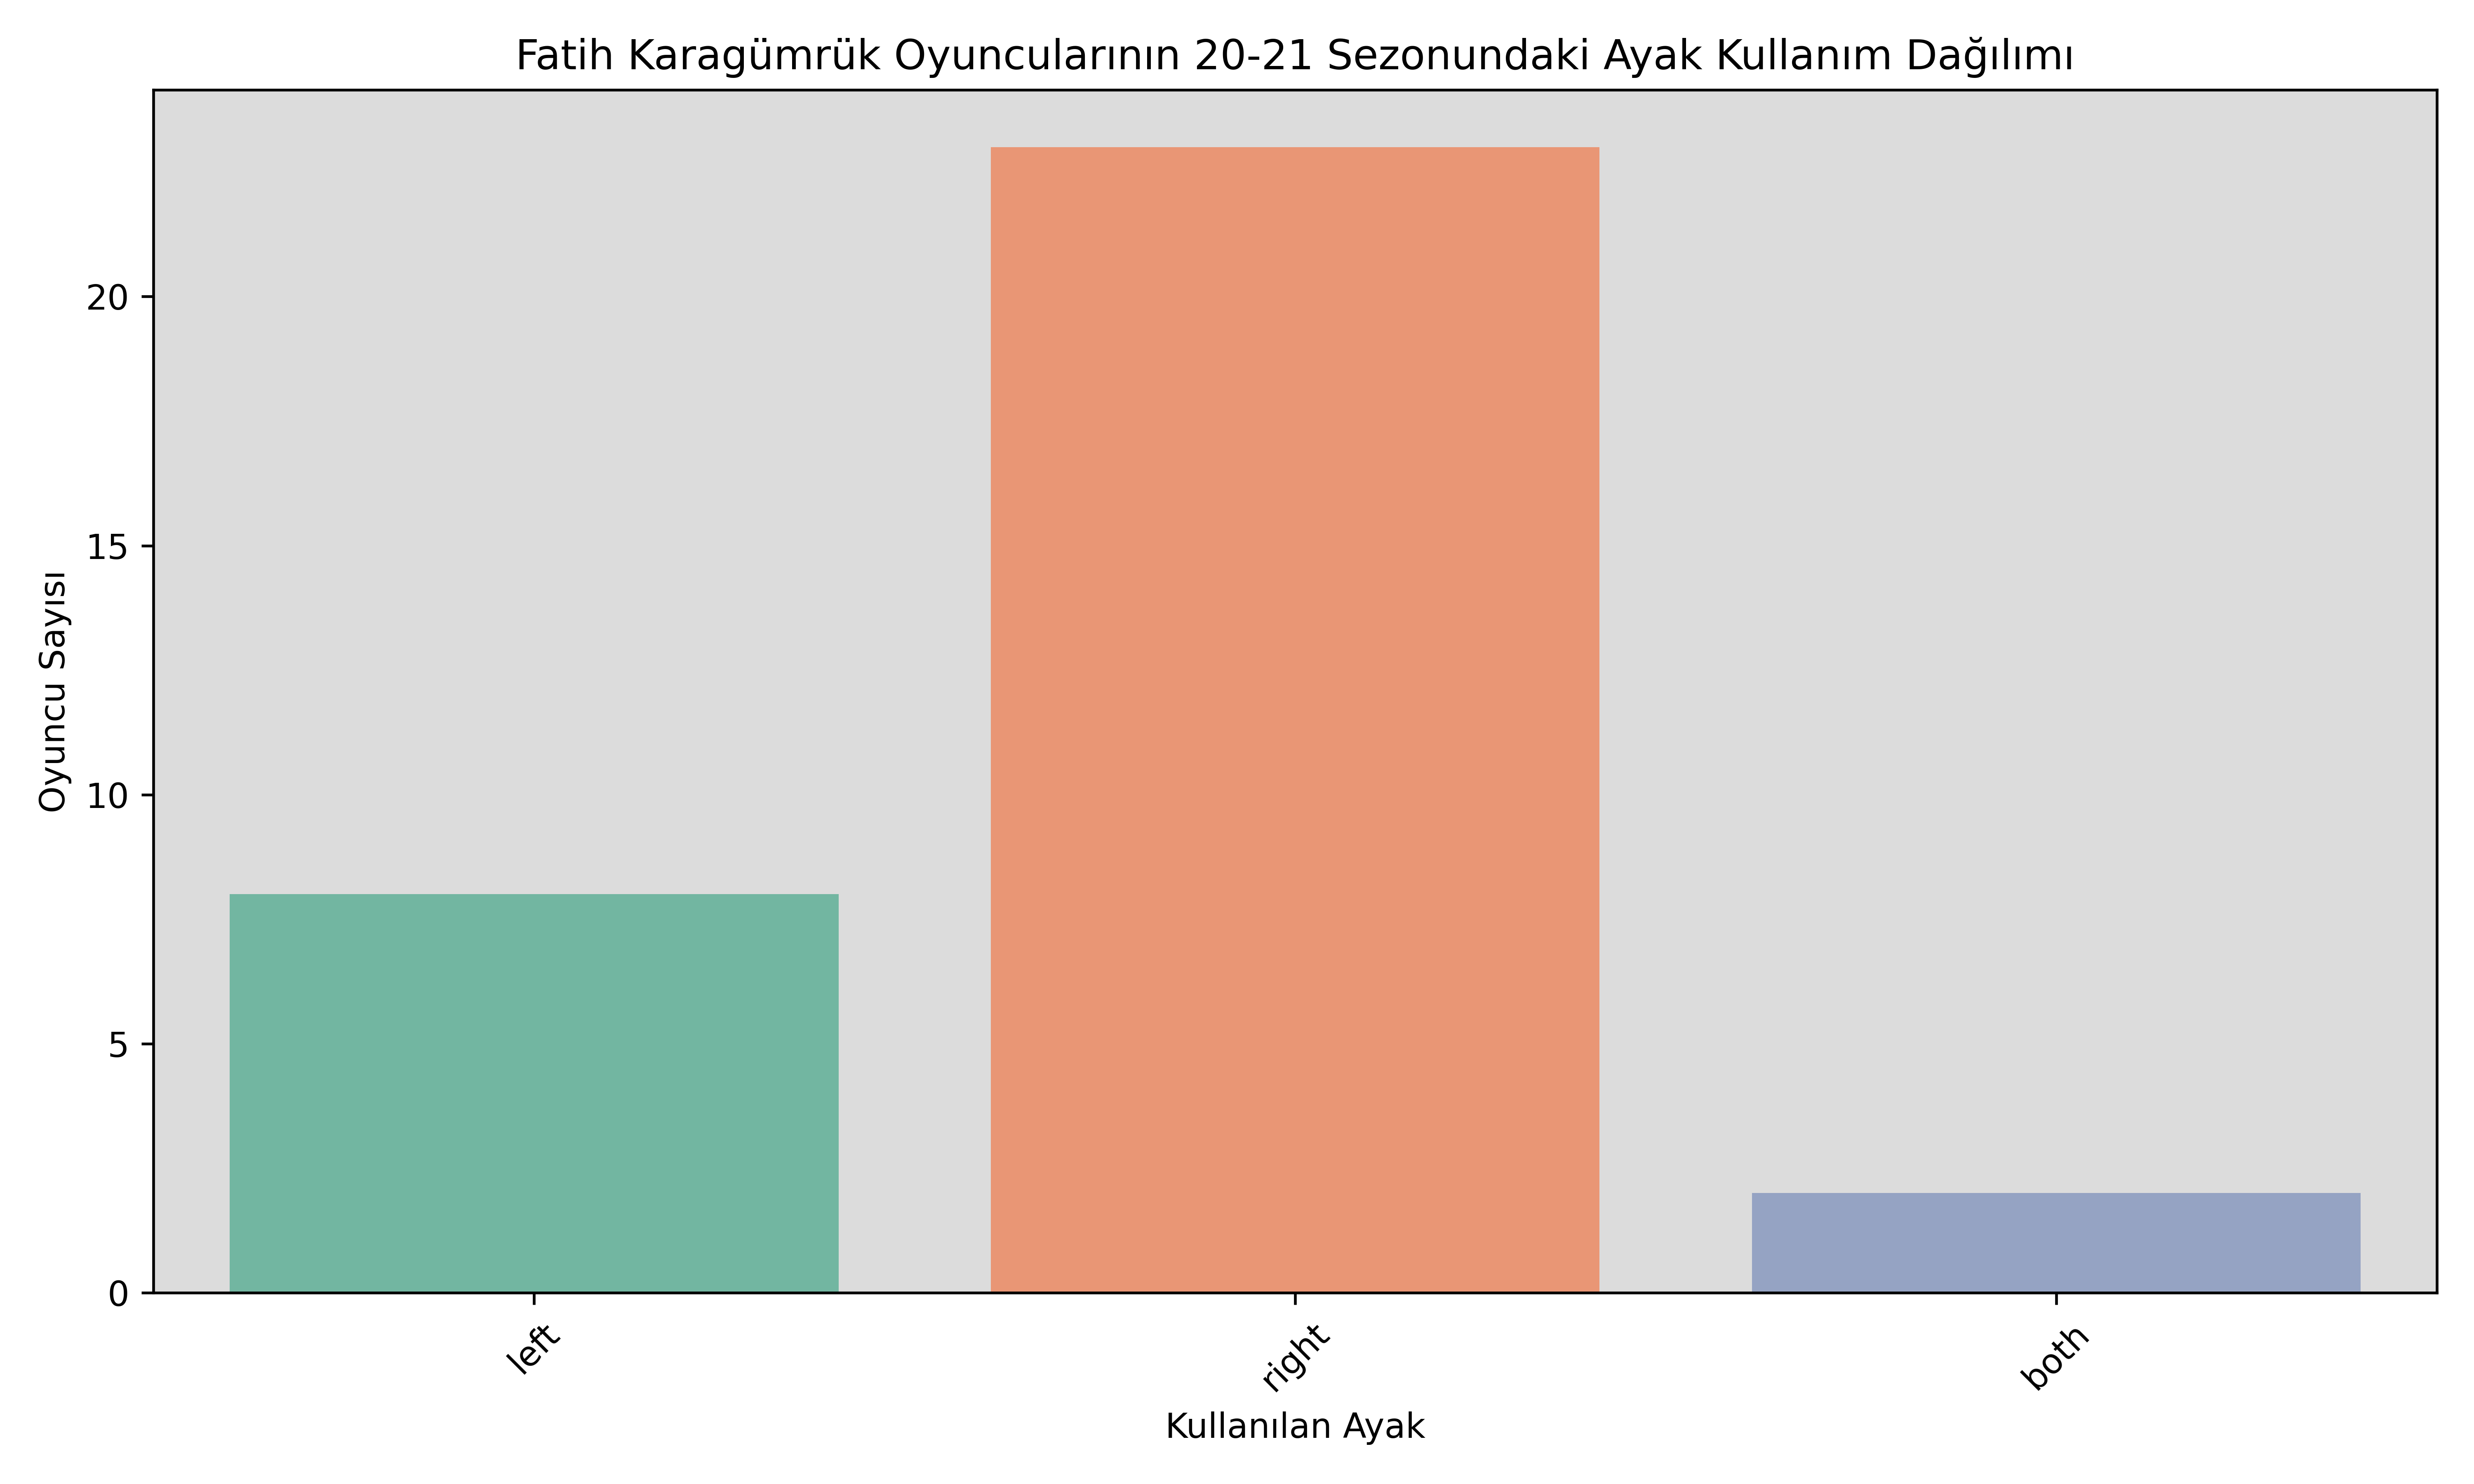 Fatih Karagümrük Oyuncularının 20-21 Sezonundaki Ayak Kullanım Dağılımı
Oyuncu Sayısı
20
15
10
5
0
left
right
both
Kullanılan Ayak